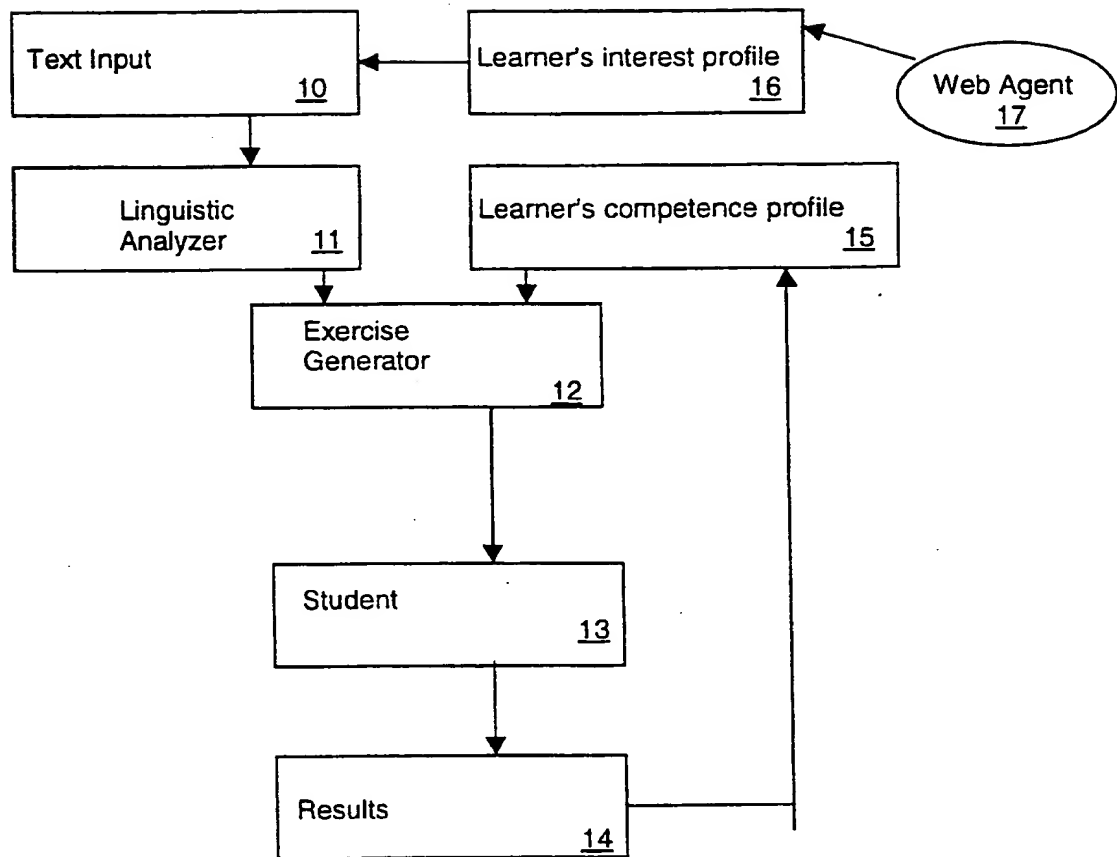 Text Input
10
Learner's interest profile
16
Web Agent
17
Linguistic
Analyzer
11
Learner's competence profile
15
Exercise
Generator
12
Student
13
Results
14